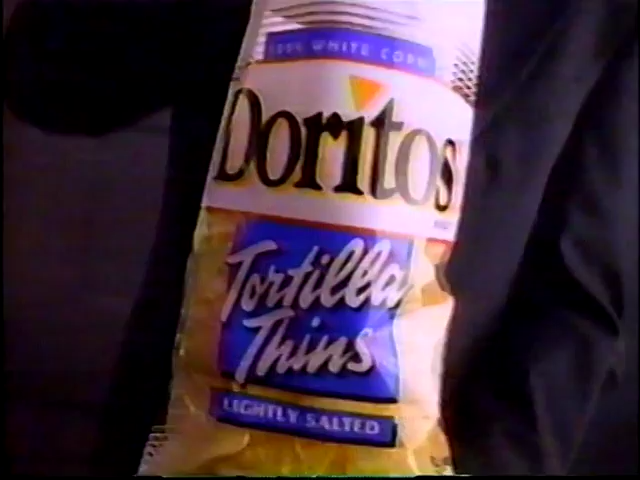 100% WHITE CORN
Doritos
Tortilla
Thins
LIGHTLY SALTED